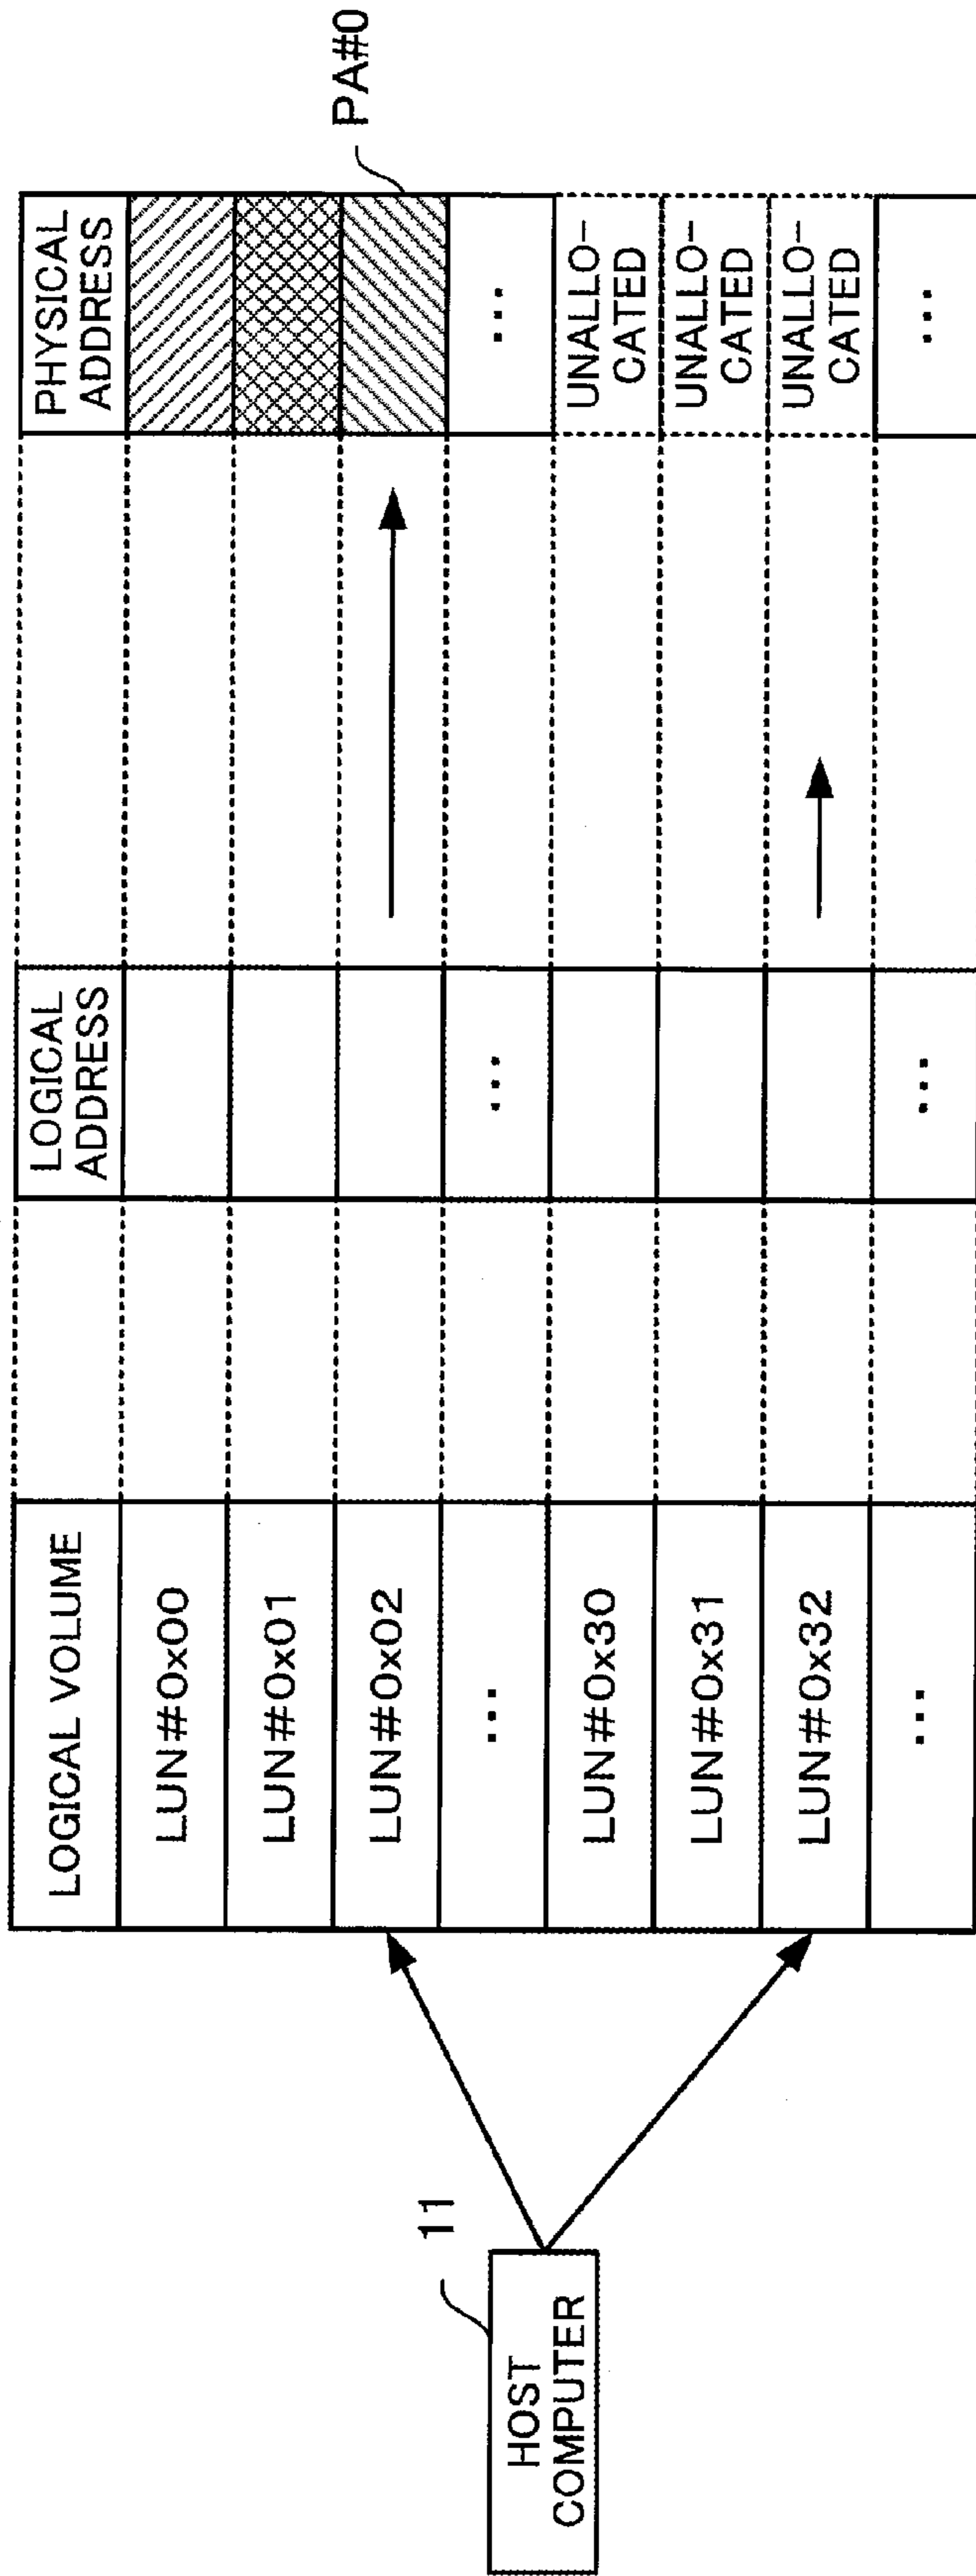 HOST
COMPUTER
11
LOGICAL VOLUME
LUN#0x00
LUN#0x01
LUN#0x02
...
LUN#0x30
LUN#0x31
LUN#0x32
...
LOGICAL
ADDRESS
...
...
PHYSICAL
ADDRESS
PA#0
...
UNALLO-
CATED
UNALLO-
CATED
UNALLO-
CATED
...